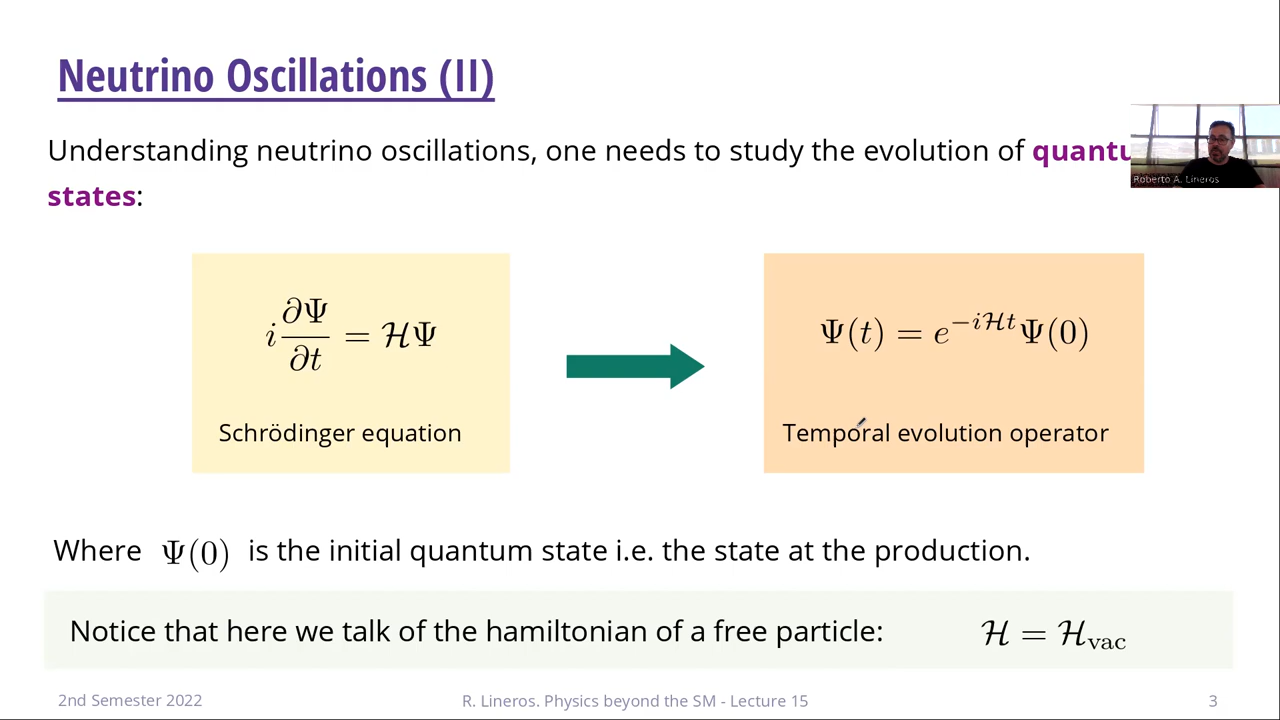 Neutrino Oscillations (II)
Understanding neutrino oscillations, one needs to study the evolution of
states:
Roberto A. Lineros
i ∂Ψ/∂t = ℋΨ
Schrödinger equation
Ψ(t) = e^{-iℋt}Ψ(0)
Temporal evolution operator
Where Ψ(0) is the initial quantum state i.e. the state at the production.
Notice that here we talk of the hamiltonian of a free particle: ℋ = ℋ_vac
2nd Semester 2022 R. Lineros. Physics beyond the SM - Lecture 15 3